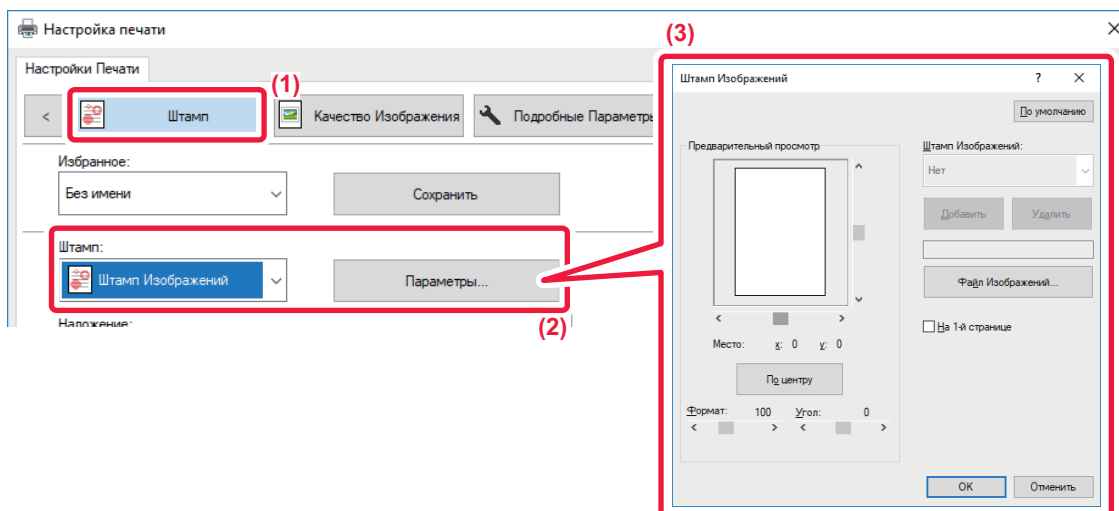 Настройка печати
Настройки Печати
(1)
<
Штамп
Качество Изображения
Подробные Параметры
Избранное:
Без имени
Сохранить
Штамп:
Штамп Изображений
Параметры...
(2)
Наложение:
(3)
Штамп Изображений
?
По умолчанию
Предварительный просмотр
Место: x: 0 y: 0
По центру
Формат: 100 Угол: 0
Штамп Изображений:
Нет
Добавить
Удалить
Файл Изображений...
На 1-й странице
OK
Отменить